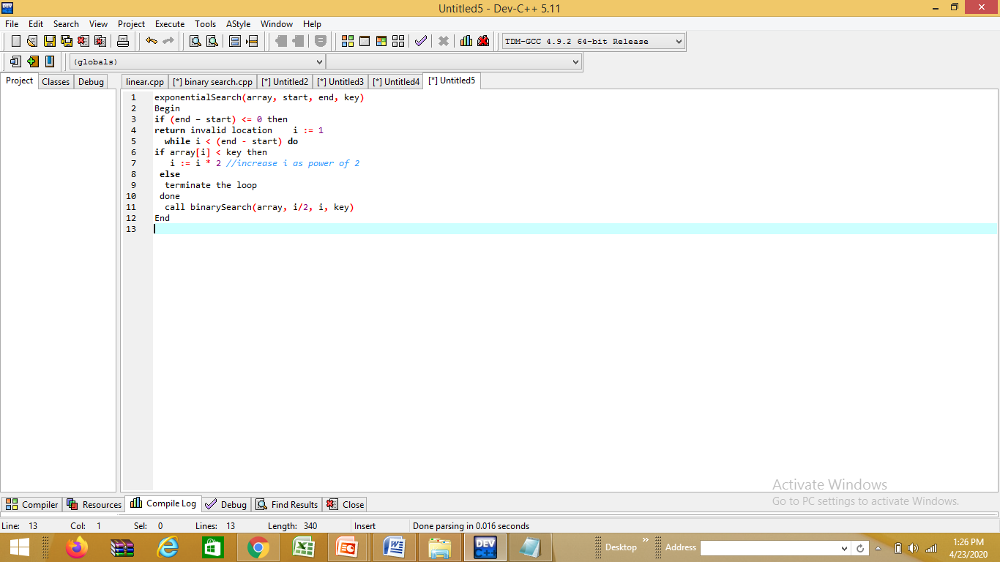 Untitled5 - Dev-C++ 5.11
File Edit Search View Project Execute Tools AStyle Window Help
TDM-GCC 4.9.2 64-bit Release
(globals)
Project Classes Debug linear.cpp [*] binary search.cpp [*] Untitled2 [*] Untitled3 [*] Untitled4 [*] Untitled5
1 exponentialSearch(array, start, end, key)
2 Begin
3 if (end – start) <= 0 then
4 return invalid location    i := 1
5   while i < (end - start) do
6 if array[i] < key then
7    i := i * 2 //increase i as power of 2
8  else
9   terminate the loop
10  done
11   call binarySearch(array, i/2, i, key)
12 End
13
Activate Windows
Go to PC settings to activate Windows.
Compiler Resources Compile Log Debug Find Results Close
Line: 13 Col: 1 Sel: 0 Lines: 13 Length: 340 Insert Done parsing in 0.016 seconds
DEV C++
Desktop » Address
1:26 PM
4/23/2020